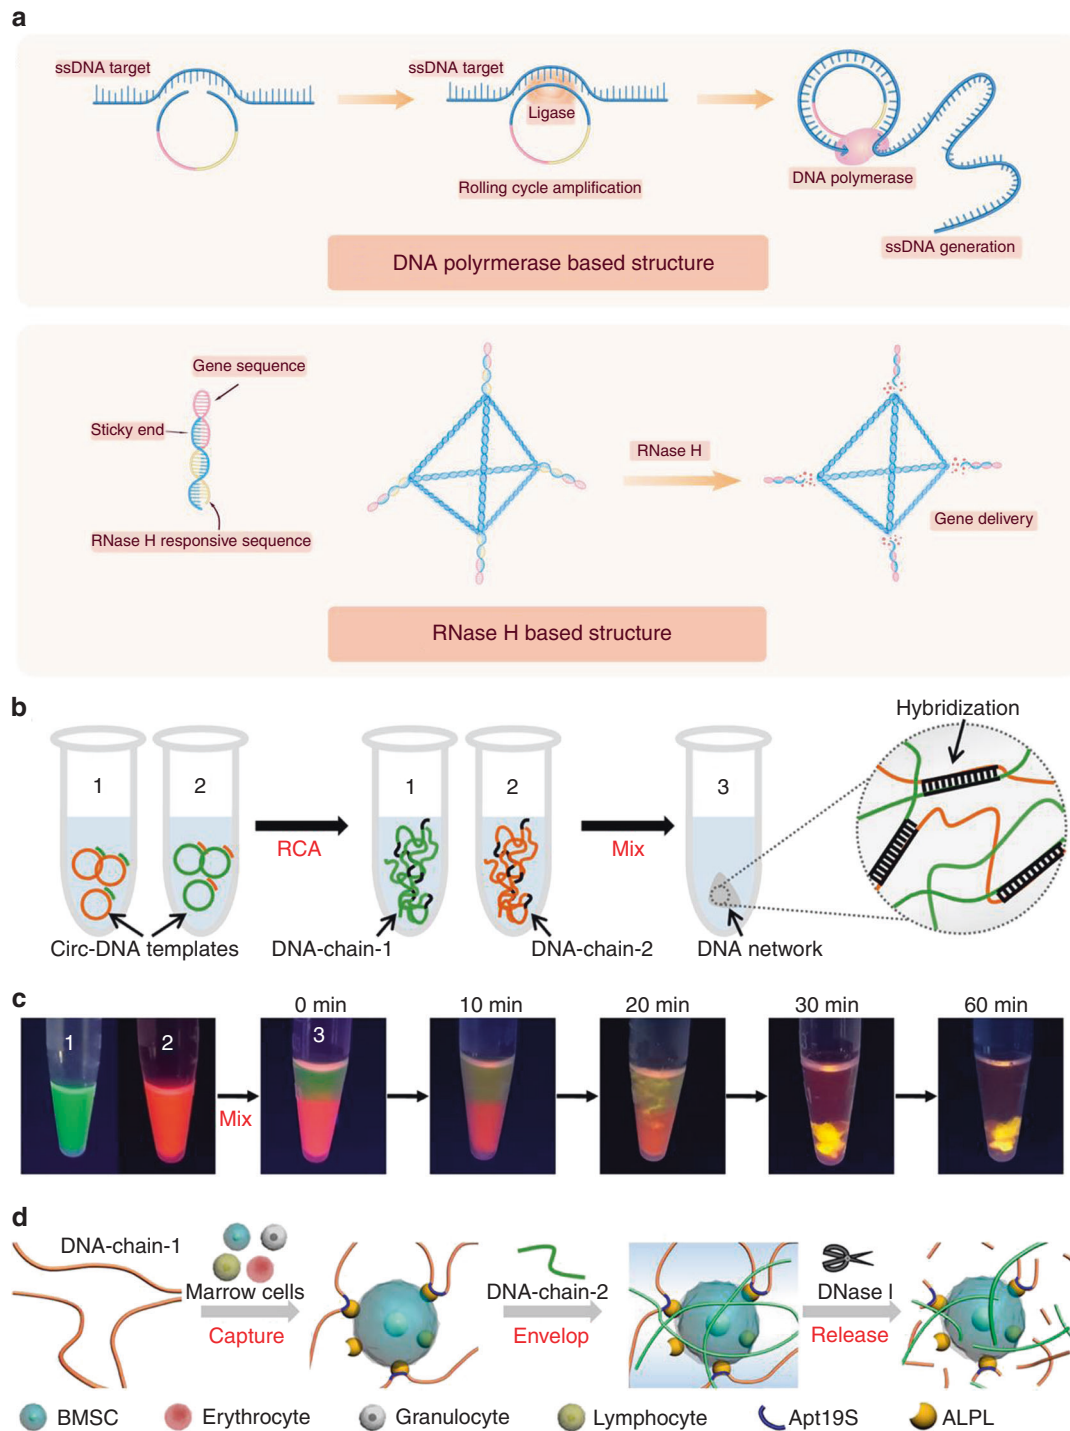 a
ssDNA target
ssDNA target
Ligase
Rolling cycle amplification
DNA polymerase
ssDNA generation
DNA polyrmerase based structure
Gene sequence
Sticky end
RNase H responsive sequence
RNase H
Gene delivery
RNase H based structure
b
1
2
RCA
1
2
Mix
3
Hybridization
Circ-DNA templates
DNA-chain-1
DNA-chain-2
DNA network
c
0 min
10 min
20 min
30 min
60 min
1
2
Mix
3
d
DNA-chain-1
Marrow cells
Capture
DNA-chain-2
Envelop
DNase I
Release
BMSC
Erythrocyte
Granulocyte
Lymphocyte
Apt19S
ALPL